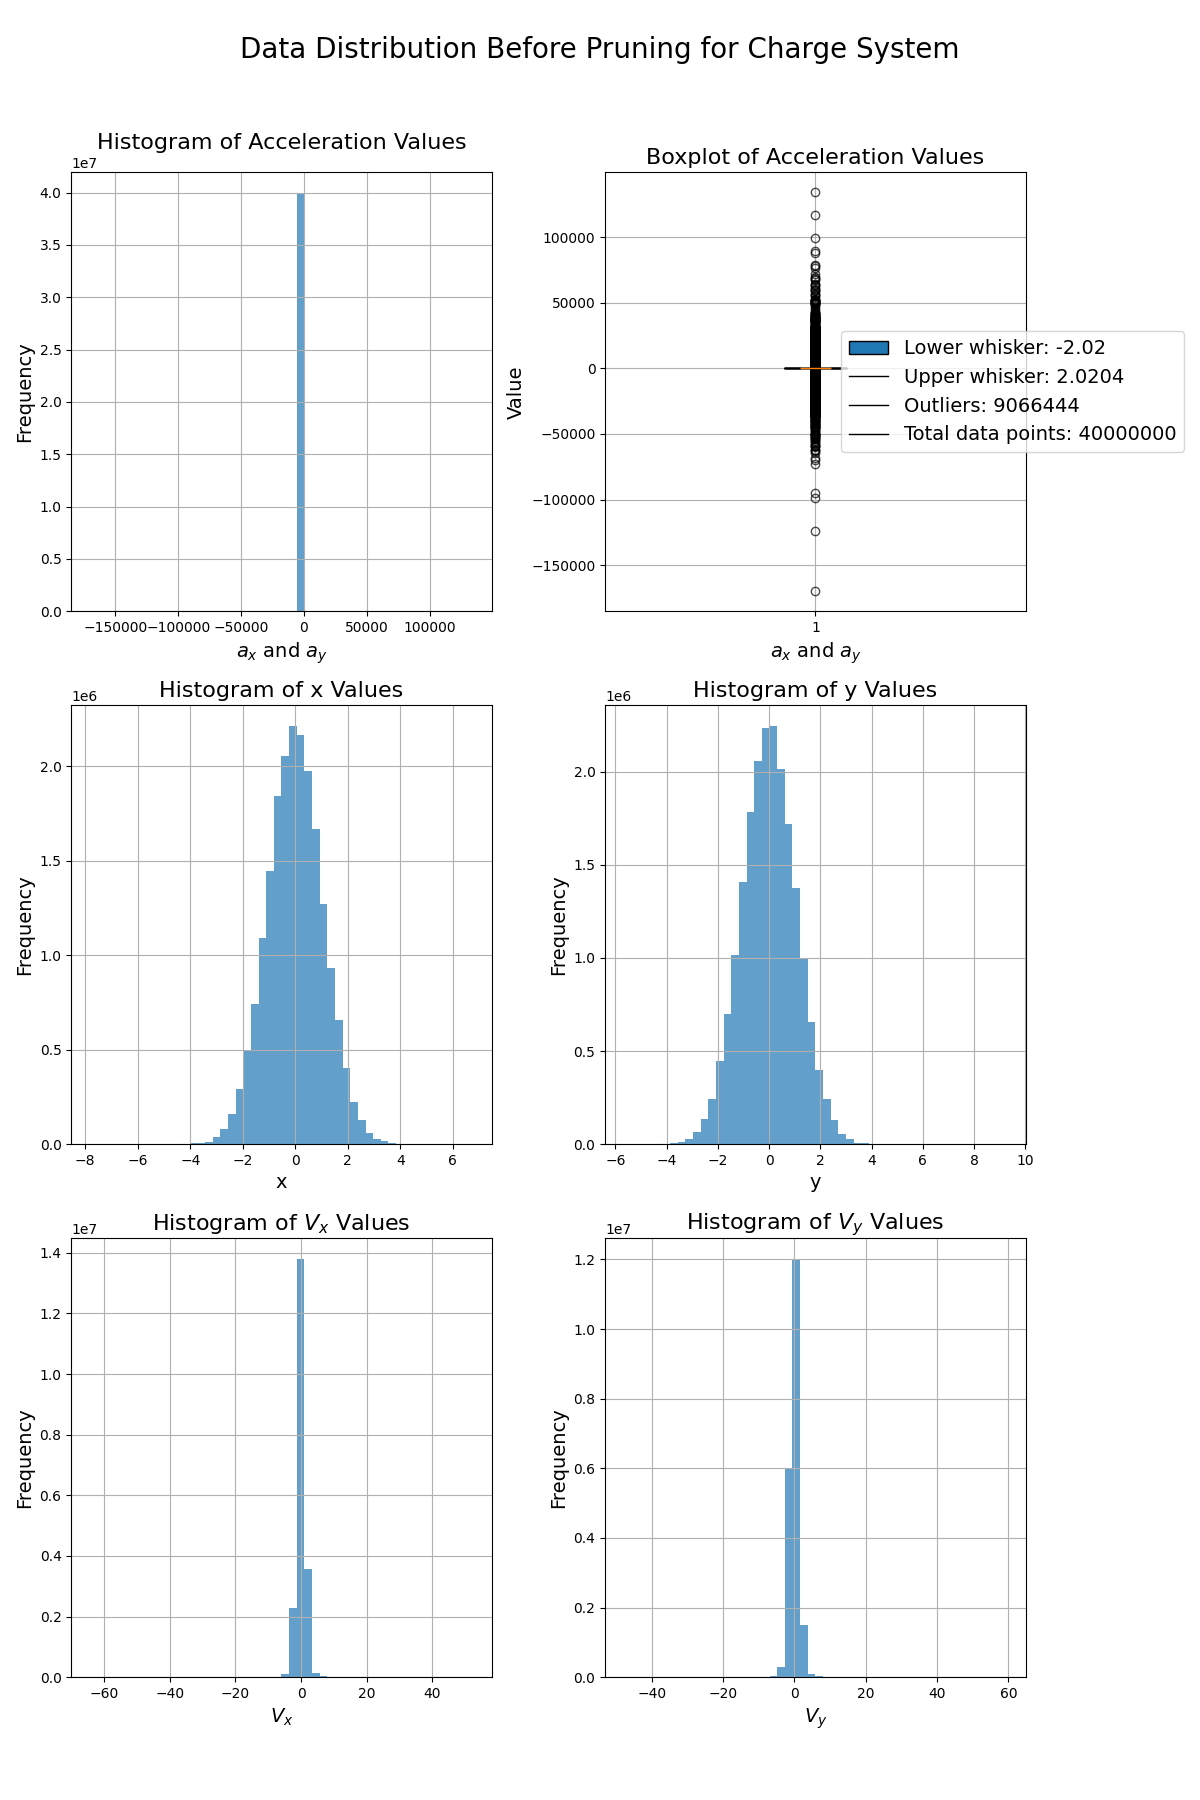 Data Distribution Before Pruning for Charge System
Histogram of Acceleration Values
1e7
4.0
3.5
3.0
2.5
2.0
1.5
1.0
0.5
0.0
Frequency
−150000 −100000 −50000 0 50000 100000
a_x and a_y
Boxplot of Acceleration Values
100000
50000
0
−50000
−100000
−150000
Value
Lower whisker: -2.02
Upper whisker: 2.0204
Outliers: 9066444
Total data points: 40000000
1
a_x and a_y
Histogram of x Values
1e6
2.0
1.5
1.0
0.5
0.0
Frequency
−8 −6 −4 −2 0 2 4 6
x
Histogram of y Values
1e6
2.0
1.5
1.0
0.5
0.0
Frequency
−6 −4 −2 0 2 4 6 8 10
y
Histogram of V_x Values
1e7
1.4
1.2
1.0
0.8
0.6
0.4
0.2
0.0
Frequency
−60 −40 −20 0 20 40
V_x
Histogram of V_y Values
1e7
1.2
1.0
0.8
0.6
0.4
0.2
0.0
Frequency
−40 −20 0 20 40 60
V_y